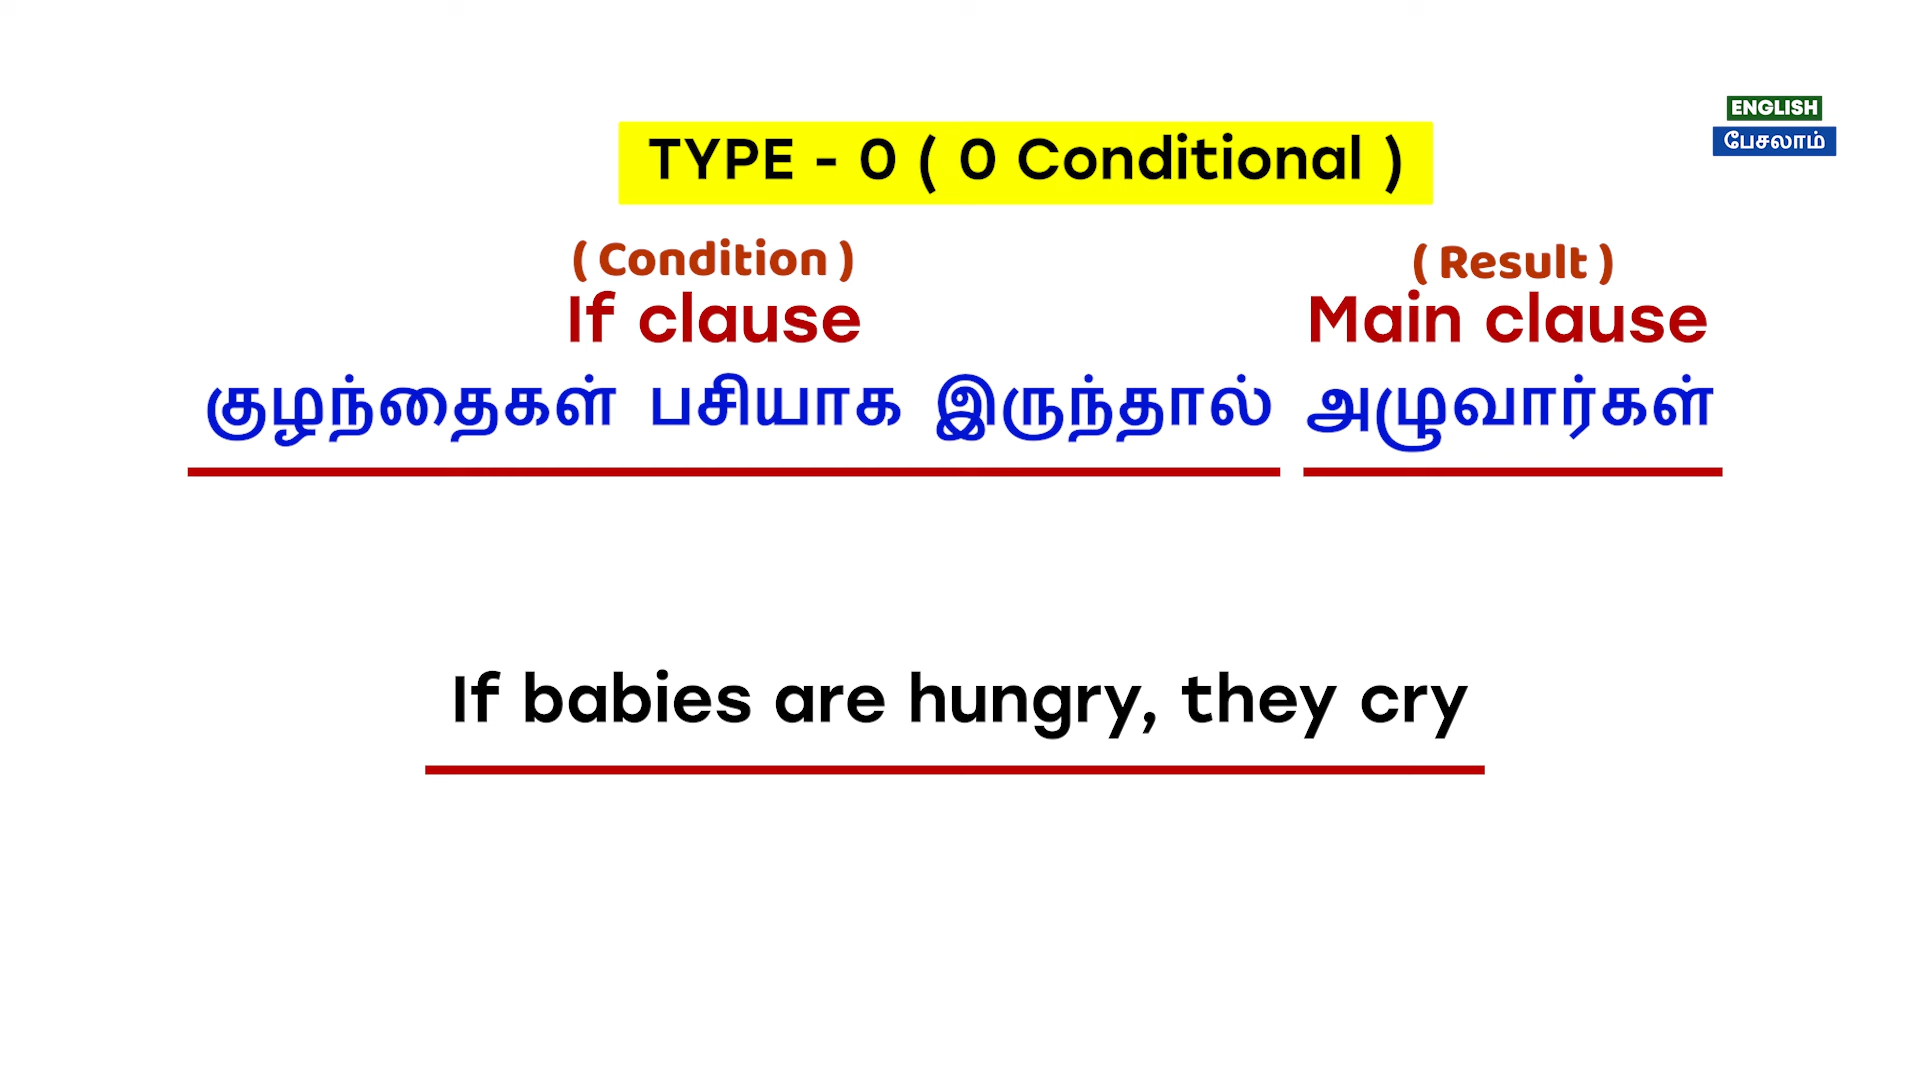 ENGLISH
பேசலாம்
TYPE - 0 ( 0 Conditional )
( Condition ) ( Result )
If clause Main clause
குழந்தைகள் பசியாக இருந்தால் அழுவார்கள்
If babies are hungry, they cry